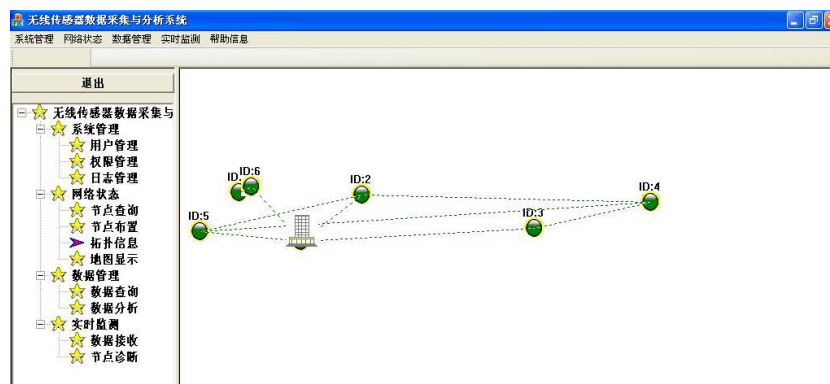 无线传感器数据采集与分析系统
系统管理 网络状态 数据管理 实时监测 帮助信息
退出
无线传感器数据采集与
系统管理
用户管理
权限管理
日志管理
网络状态
节点查询
节点布置
拓扑信息
地图显示
数据管理
数据查询
数据分析
实时监测
数据接收
节点诊断
ID:
ID:6
ID:2
ID:4
ID:5
ID:3